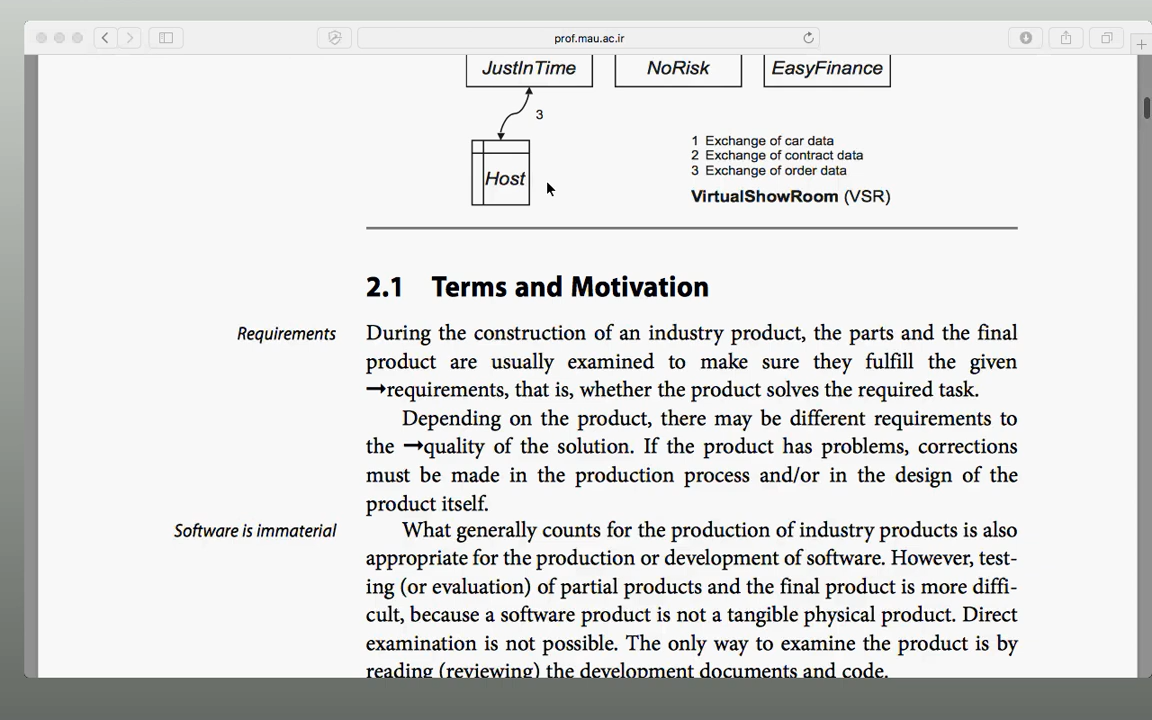 prof.mau.ac.ir
JustInTime
NoRisk
EasyFinance
3
Host
1 Exchange of car data
2 Exchange of contract data
3 Exchange of order data
VirtualShowRoom (VSR)
2.1 Terms and Motivation
Requirements
During the construction of an industry product, the parts and the final
product are usually examined to make sure they fulfill the given
→requirements, that is, whether the product solves the required task.
Depending on the product, there may be different requirements to
the →quality of the solution. If the product has problems, corrections
must be made in the production process and/or in the design of the
product itself.
Software is immaterial
What generally counts for the production of industry products is also
appropriate for the production or development of software. However, test-
ing (or evaluation) of partial products and the final product is more diffi-
cult, because a software product is not a tangible physical product. Direct
examination is not possible. The only way to examine the product is by
reading (reviewing) the development documents and code.